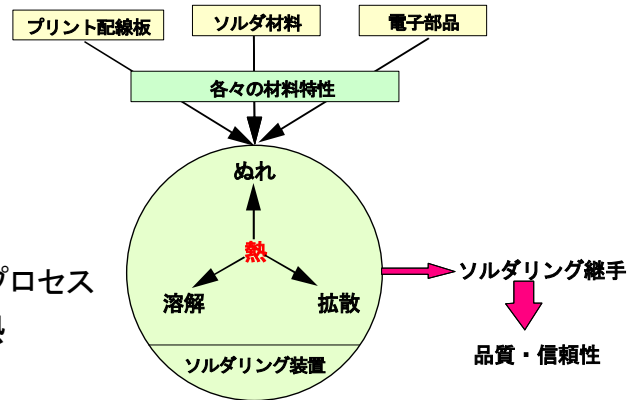 プリント配線板
ソルダ材料
電子部品
各々の材料特性
ぬれ
熱
溶解
拡散
ソルダリング装置
プロセス
ソルダリング継手
品質・信頼性